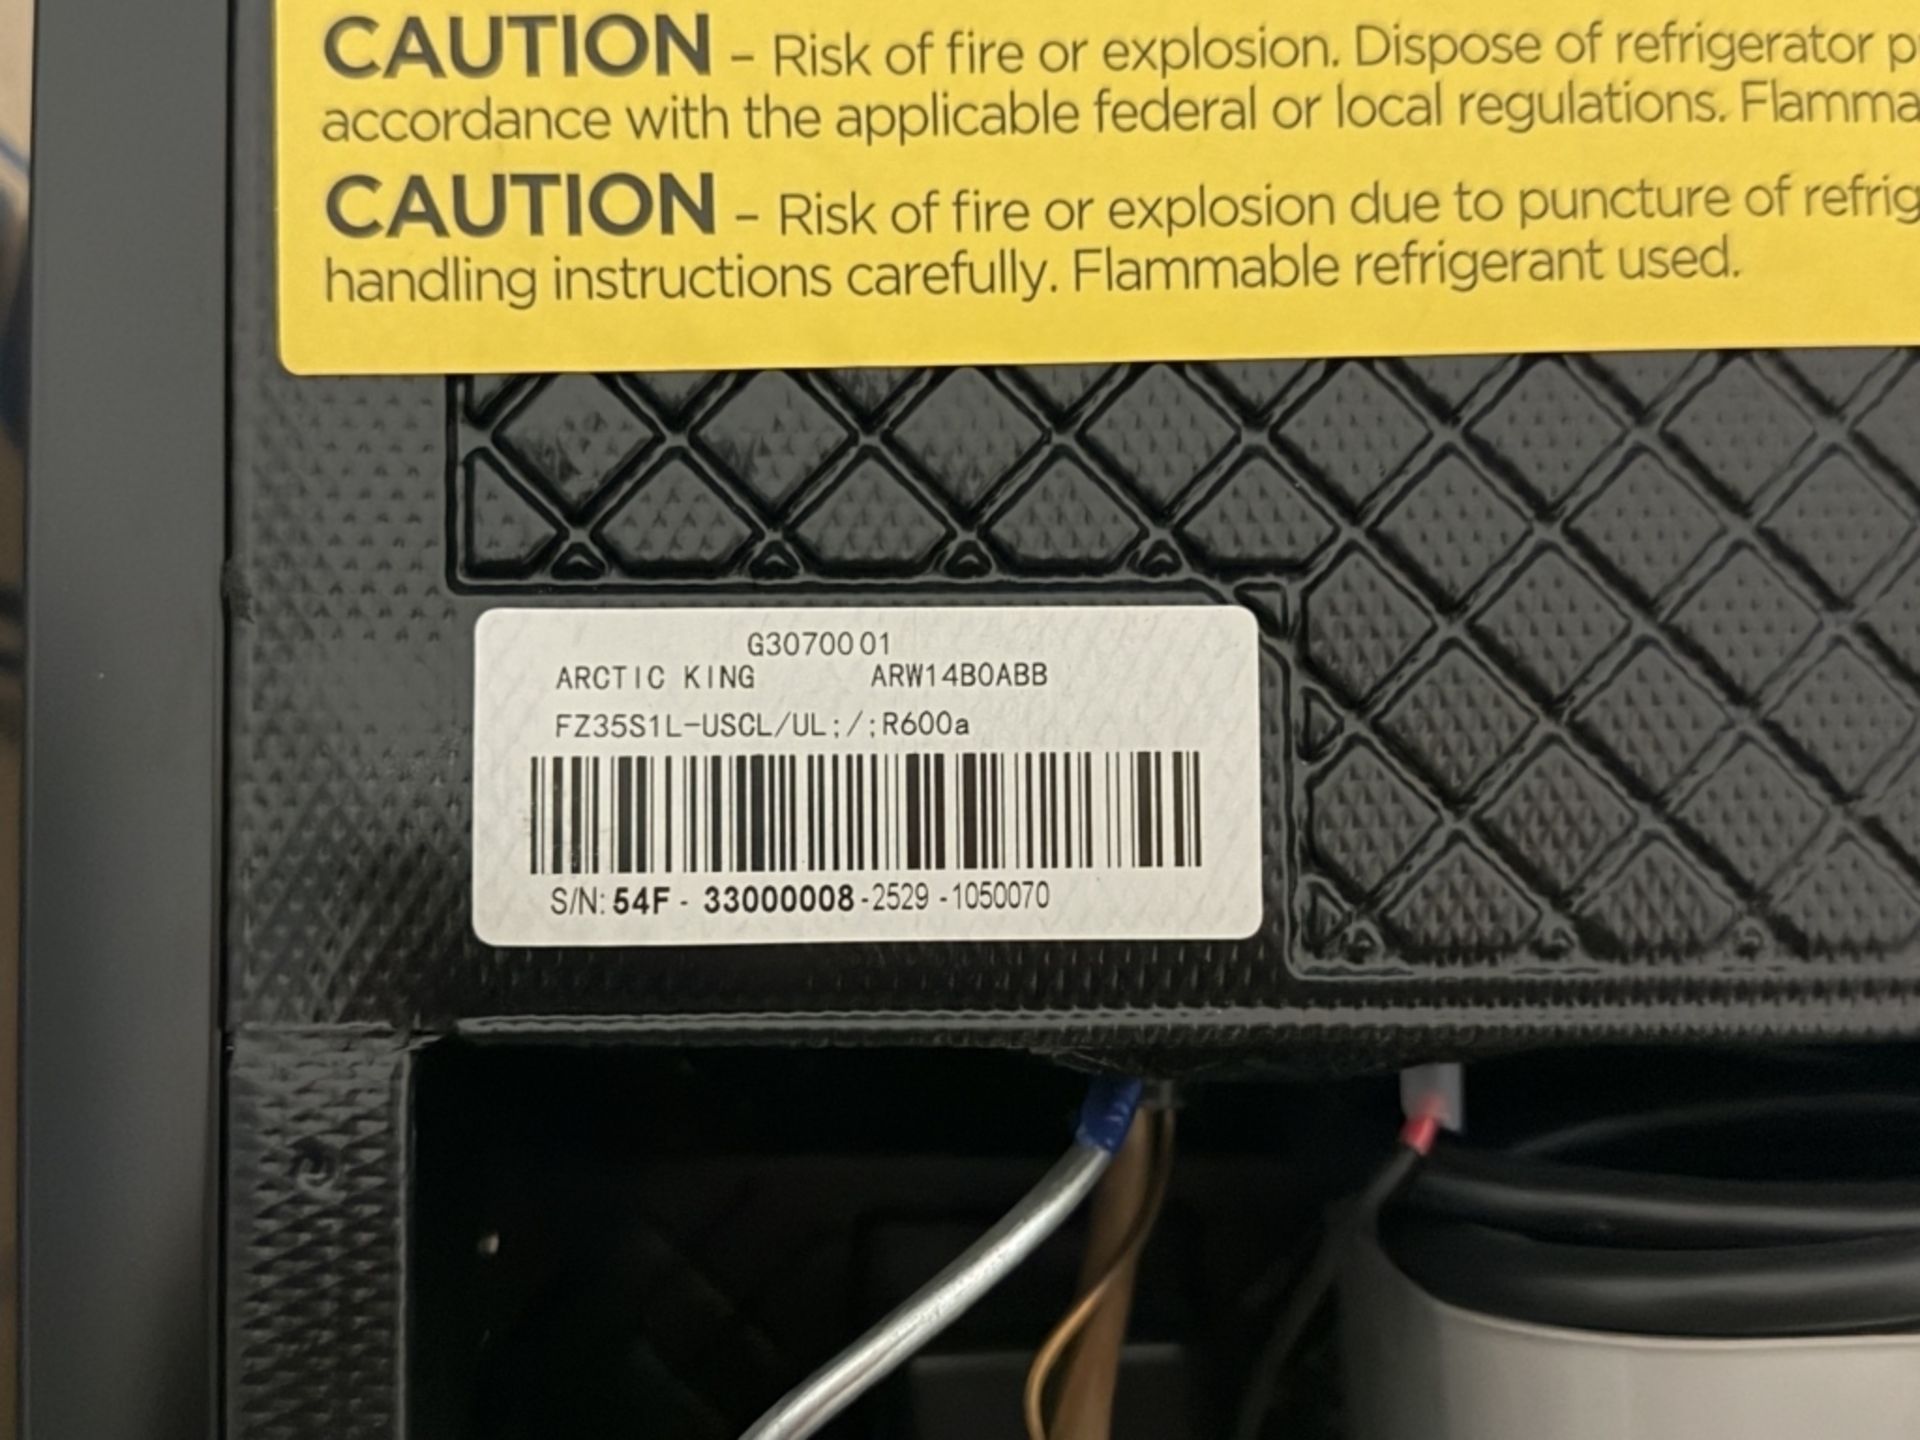 CAUTION – Risk of fire or explosion. Dispose of refrigerator
accordance with the applicable federal or local regulations.
CAUTION – Risk of fire or explosion due to puncture of
handling instructions carefully. Flammable refrigerant used.
G3070001
ARCTIC KING ARW14B0ABB
FZ35S1L-USCL/UL;/;R600a
S/N: 54F - 33000008-2529 -1050070